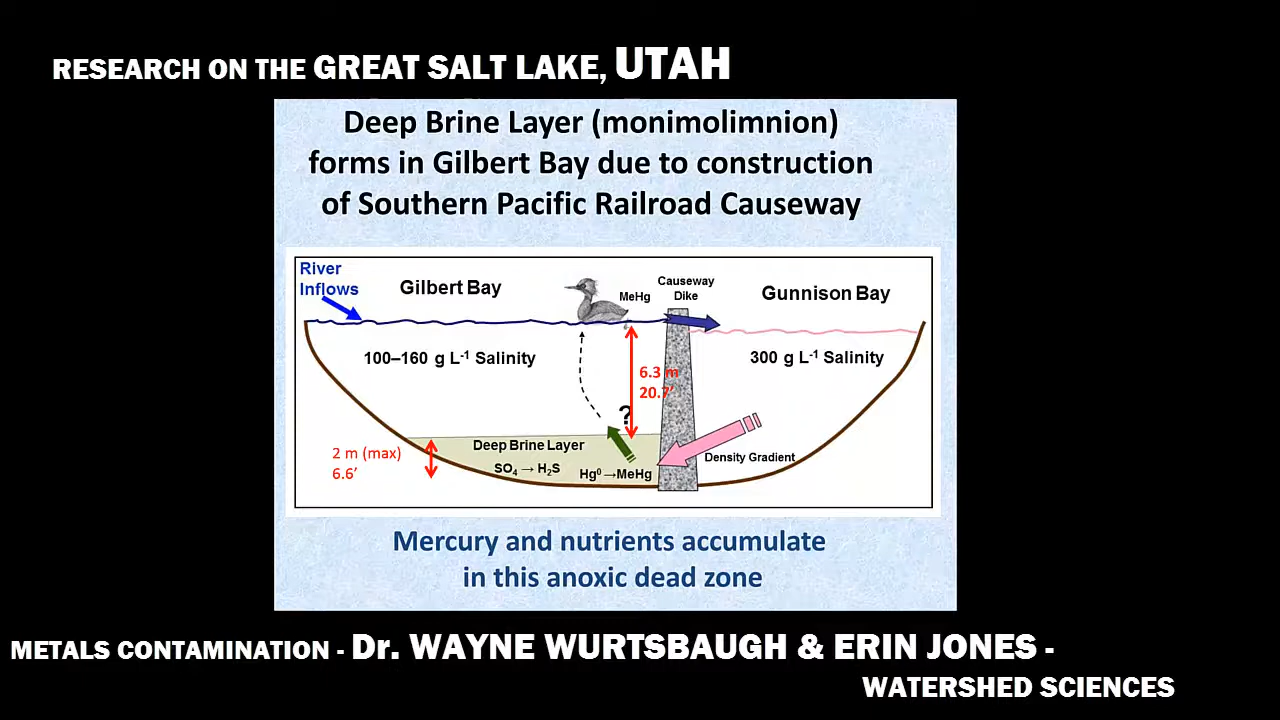 RESEARCH ON THE GREAT SALT LAKE, UTAH
Deep Brine Layer (monimolimnion)
forms in Gilbert Bay due to construction
of Southern Pacific Railroad Causeway
River
Inflows
Gilbert Bay
MeHg
Causeway
Dike
Gunnison Bay
100–160 g L⁻¹ Salinity
300 g L⁻¹ Salinity
6.3 m
20.7'
?
2 m (max)
6.6'
Deep Brine Layer
SO₄ → H₂S
Hg⁰ →MeHg
Density Gradient
Mercury and nutrients accumulate
in this anoxic dead zone
METALS CONTAMINATION - Dr. WAYNE WURTSBAUGH & ERIN JONES -
WATERSHED SCIENCES